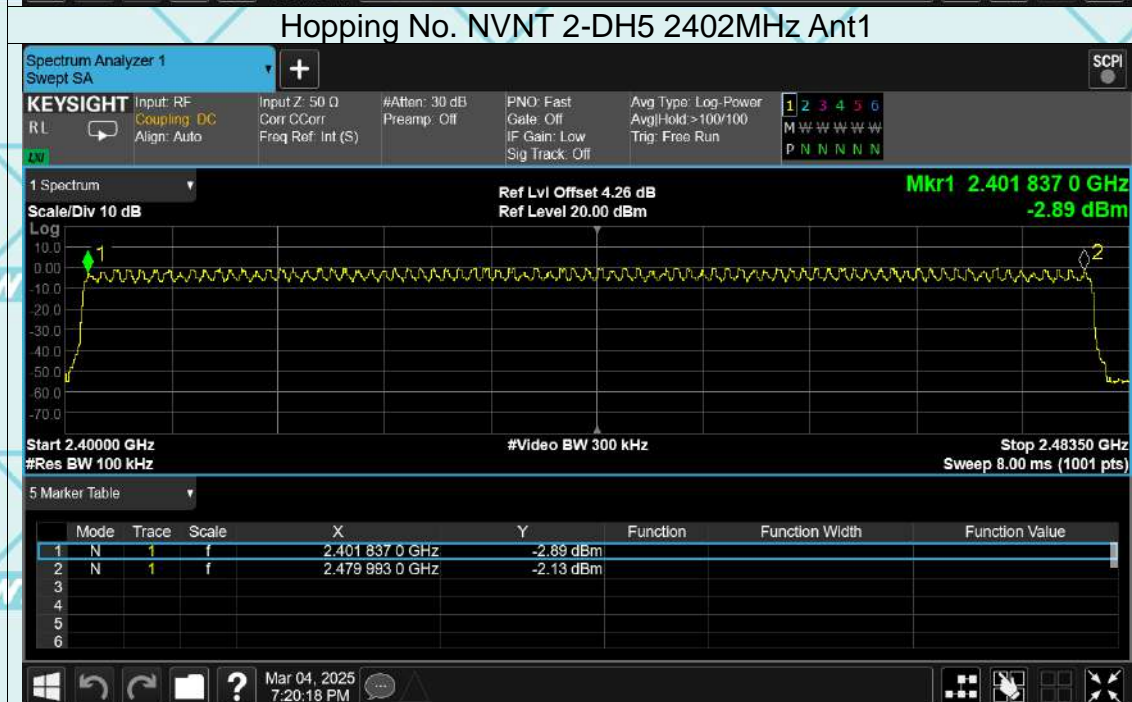 Hopping No. NVNT 2-DH5 2402MHz Ant1
Spectrum Analyzer 1
Swept SA
+
SCPI
KEYSIGHT Input: RF Input Z: 50 Ω #Atten: 30 dB PNO: Fast Avg Type: Log-Power 1 2 3 4 5 6
RL Coupling: DC Corr CCorr Preamp: Off Gate: Off Avg|Hold:>100/100 M W W W W W
Align: Auto Freq Ref: Int (S) IF Gain: Low Trig: Free Run P N N N N N
LXI Sig Track: Off
1 Spectrum Ref Lvl Offset 4.26 dB Mkr1 2.401 837 0 GHz
Scale/Div 10 dB Ref Level 20.00 dBm -2.89 dBm
Log
10.0
1
2
0.00
-10.0
-20.0
-30.0
-40.0
-50.0
-60.0
-70.0
Start 2.40000 GHz #Video BW 300 kHz Stop 2.48350 GHz
#Res BW 100 kHz Sweep 8.00 ms (1001 pts)
5 Marker Table
Mode Trace Scale X Y Function Function Width Function Value
1 N 1 f 2.401 837 0 GHz -2.89 dBm
2 N 1 f 2.479 993 0 GHz -2.13 dBm
3
4
5
6
? Mar 04, 2025
7:20:18 PM